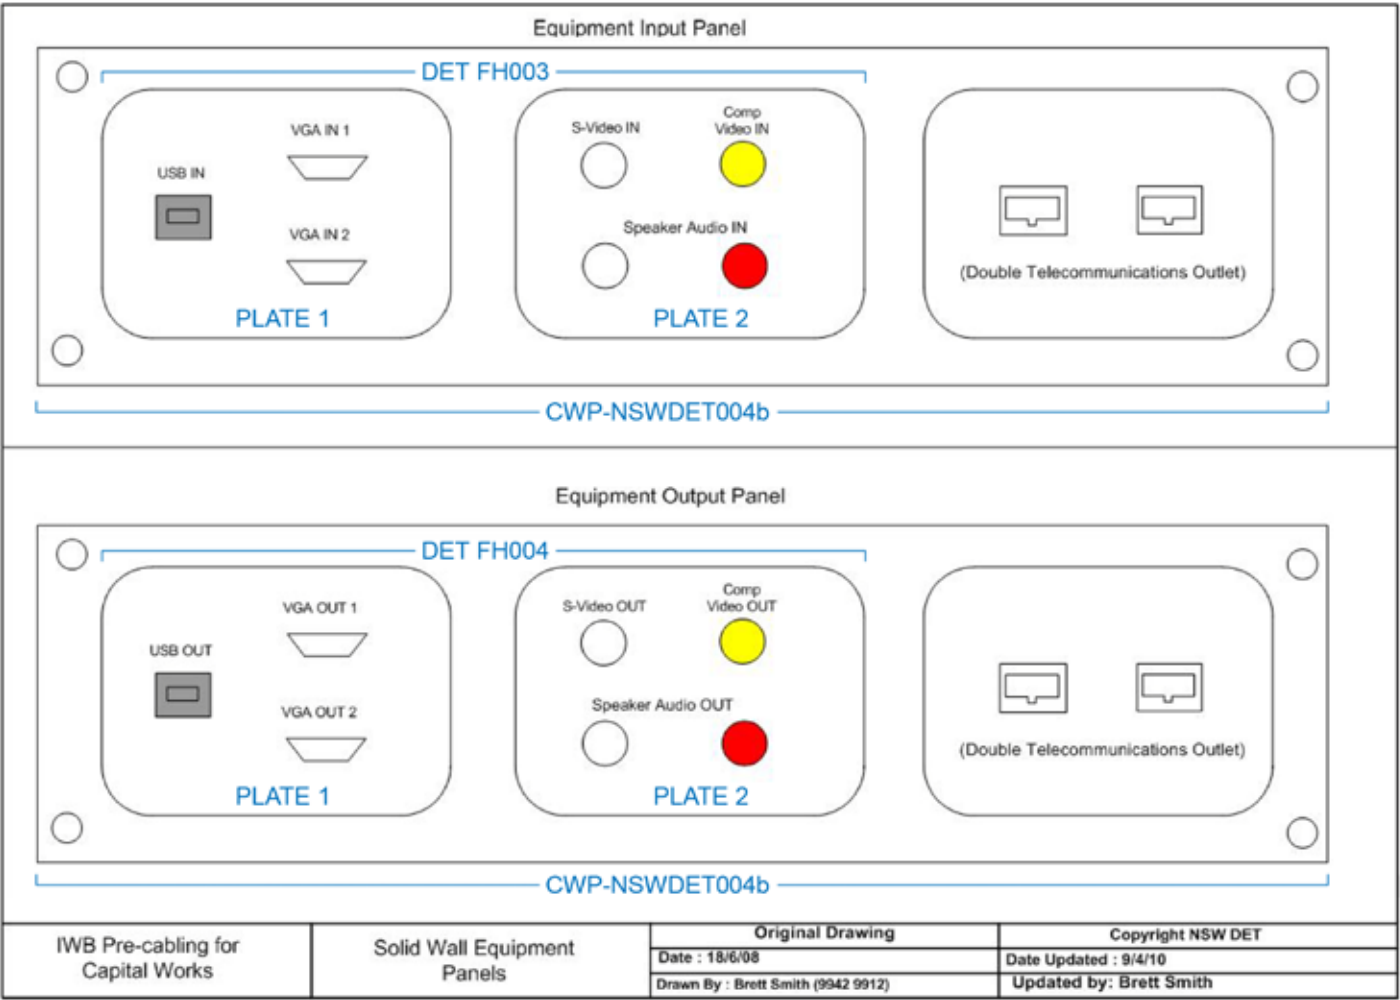 Equipment Input Panel
DET FH003
VGA IN 1
USB IN
VGA IN 2
PLATE 1
S-Video IN
Comp
Video IN
Speaker Audio IN
PLATE 2
(Double Telecommunications Outlet)
CWP-NSWDET004b
Equipment Output Panel
DET FH004
VGA OUT 1
USB OUT
VGA OUT 2
PLATE 1
S-Video OUT
Comp
Video OUT
Speaker Audio OUT
PLATE 2
(Double Telecommunications Outlet)
CWP-NSWDET004b
IWB Pre-cabling for
Capital Works
Solid Wall Equipment
Panels
Original Drawing
Date : 18/6/08
Drawn By : Brett Smith (9942 9912)
Copyright NSW DET
Date Updated : 9/4/10
Updated by: Brett Smith